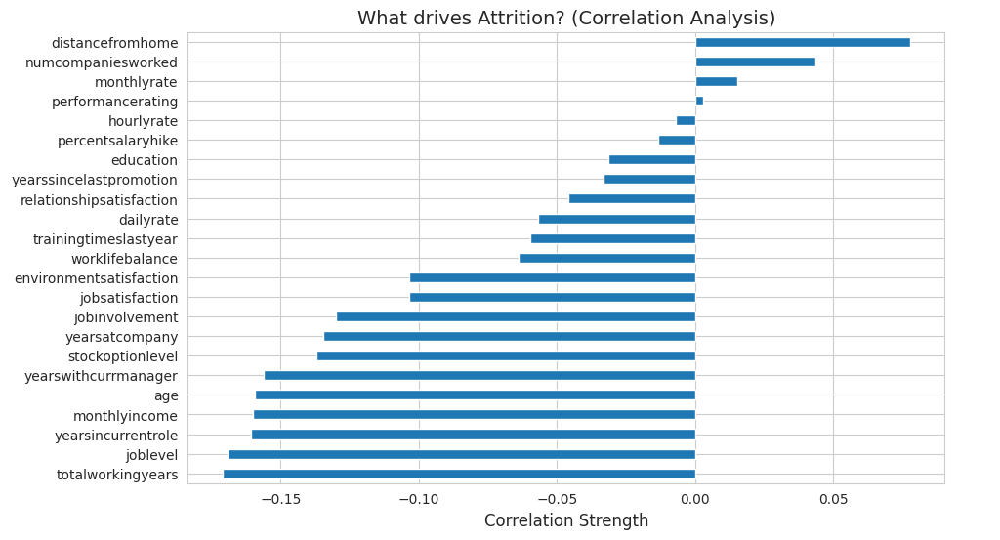 What drives Attrition? (Correlation Analysis)
distancefromhome
numcompaniesworked
monthlyrate
performancerating
hourlyrate
percentsalaryhike
education
yearssincelastpromotion
relationshipsatisfaction
dailyrate
trainingtimeslastyear
worklifebalance
environmentsatisfaction
jobsatisfaction
jobinvolvement
yearsatcompany
stockoptionlevel
yearswithcurrmanager
age
monthlyincome
yearsincurrentrole
joblevel
totalworkingyears
−0.15 −0.10 −0.05 0.00 0.05
Correlation Strength